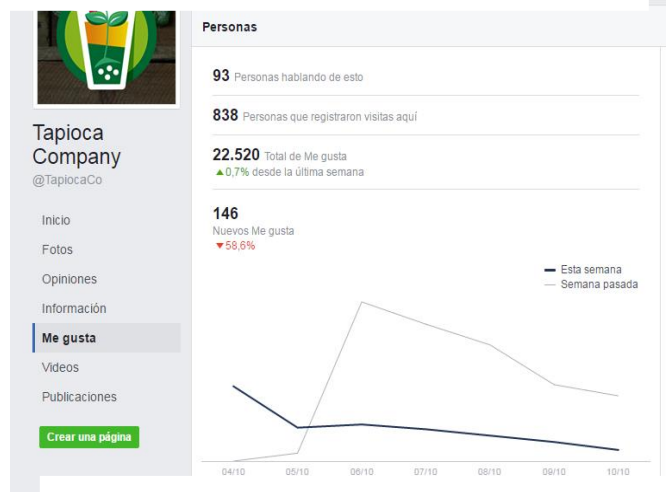 Personas
93 Personas hablando de esto
838 Personas que registraron visitas aquí
22.520 Total de Me gusta
▲0,7% desde la última semana
146
Nuevos Me gusta
▼58,6%
Esta semana
Semana pasada
04/10 05/10 06/10 07/10 08/10 09/10 10/10
Tapioca
Company
@TapiocaCo
Inicio
Fotos
Opiniones
Información
Me gusta
Videos
Publicaciones
Crear una página